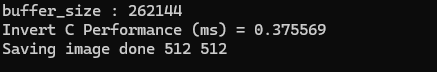 buffer_size : 262144
Invert C Performance (ms) = 0.375569
Saving image done 512 512